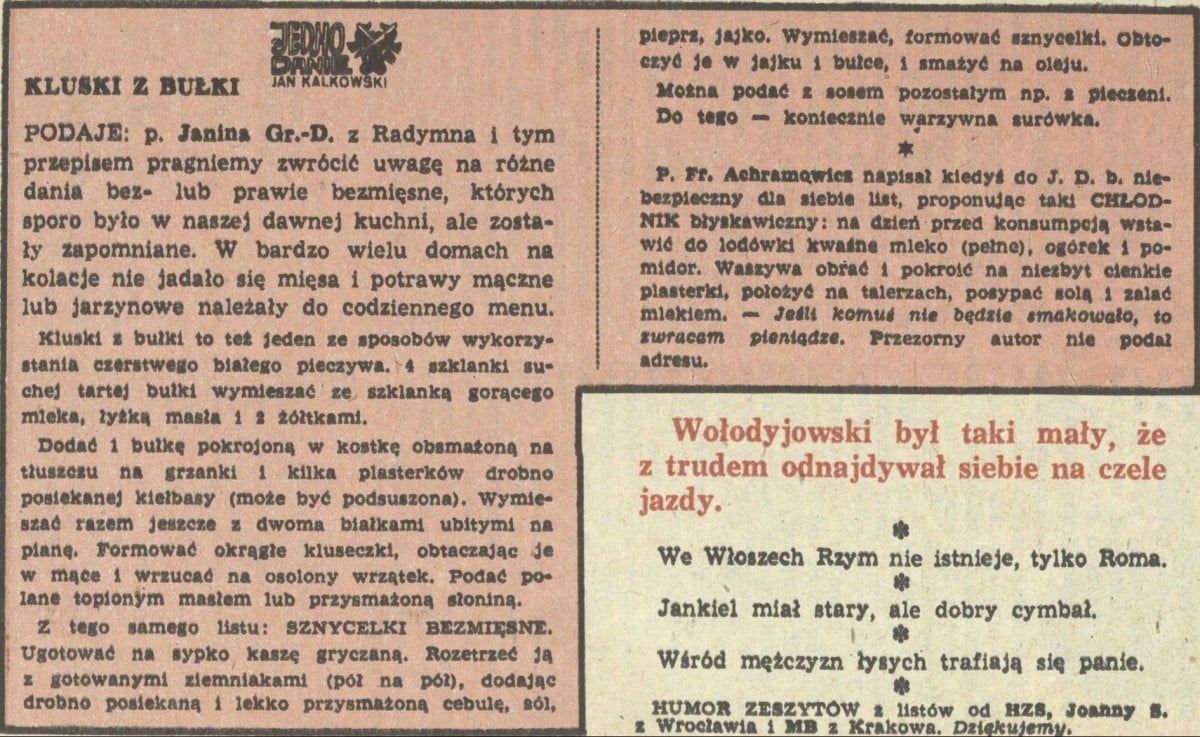 JEDNO
DANIE
JAN KALKOWSKI
KLUSKI Z BUŁKI
PODAJE: p. Janina Gr.-D. z Radymna i tym
przepisem pragniemy zwrócić uwagę na różne
dania bez- lub prawie bezmięsne, których
sporo było w naszej dawnej kuchni, ale zosta-
ły zapomniane. W bardzo wielu domach na
kolacje nie jadało się mięsa i potrawy mączne
lub jarzynowe należały do codziennego menu.
Kluski z bułki to też jeden ze sposobów wykorzy-
stania czerstwego białego pieczywa. 4 szklanki su-
chej tartej bułki wymieszać ze szklanką gorącego
mleka, łyżką masła i 2 żółtkami.
Dodać 1 bułkę pokrojoną w kostkę obsmażoną na
tłuszczu na grzanki i kilka plasterków drobno
posiekanej kiełbasy (może być podsuszona). Wymie-
szać razem jeszcze z dwoma białkami ubitymi na
pianę. Formować okrągłe kluseczki, obtaczając je
w mące i wrzucać na osolony wrzątek. Podać po-
lane topionym masłem lub przysmażoną słoniną.
Z tego samego listu: SZNYCELKI BEZMIĘSNE.
Ugotować na sypko kaszę gryczaną. Rozetrzeć ją
z gotowanymi ziemniakami (pół na pół), dodając
drobno posiekaną i lekko przysmażoną cebulę, sól,
pieprz, jajko. Wymieszać, formować sznycelki. Obto-
czyć je w jajku i bułce, i smażyć na oleju.
Można podać z sosem pozostałym np. z pieczeni.
Do tego — koniecznie warzywna surówka.
*
P. Fr. Achramowicz napisał kiedyś do J. D. b. nie-
bezpieczny dla siebie list, proponując taki CHŁOD-
NIK błyskawiczny: na dzień przed konsumpcją wsta-
wić do lodówki kwaśne mleko (pełne), ogórek i po-
midor. Waszywa obrać i pokroić na niezbyt cienkie
plasterki, położyć na talerzach, posypać solą i zalać
mlekiem. — Jeśli komuś nie będzie smakowało, to
zwracam pieniądze. Przezorny autor nie podał
adresu.
Wołodyjowski był taki mały, że
z trudem odnajdywał siebie na czele
jazdy.
*
We Włoszech Rzym nie istnieje, tylko Roma.
*
Jankiel miał stary, ale dobry cymbał.
*
Wśród mężczyzn łysych trafiają się panie.
*
HUMOR ZESZYTÓW z listów od HZS, Joanny S.
z Wrocławia i MB z Krakowa. Dziękujemy.